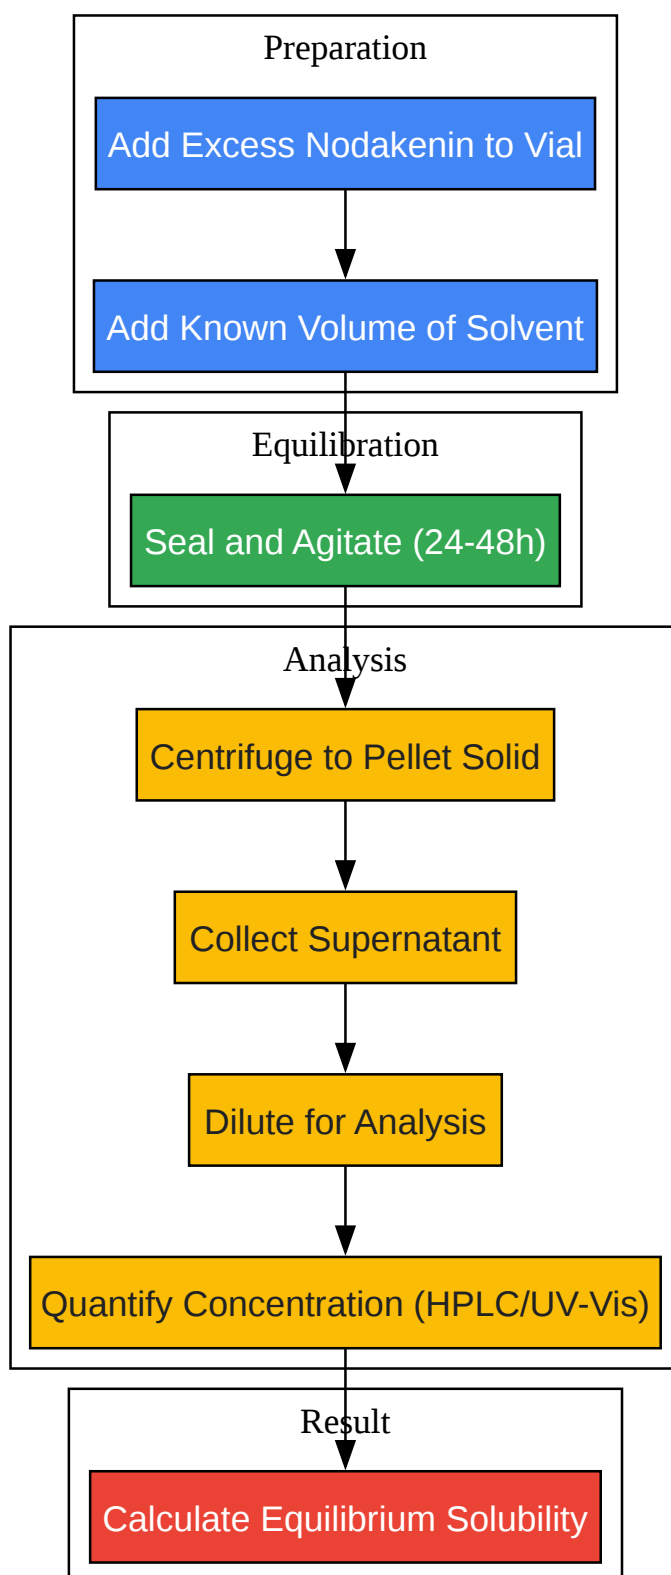 Preparation
Add Excess Nodakenin to Vial
Add Known Volume of Solvent
Equilibration
Seal and Agitate (24-48h)
Analysis
Centrifuge to Pellet Solid
Collect Supernatant
Dilute for Analysis
Quantify Concentration (HPLC/UV-Vis)
Result
Calculate Equilibrium Solubility